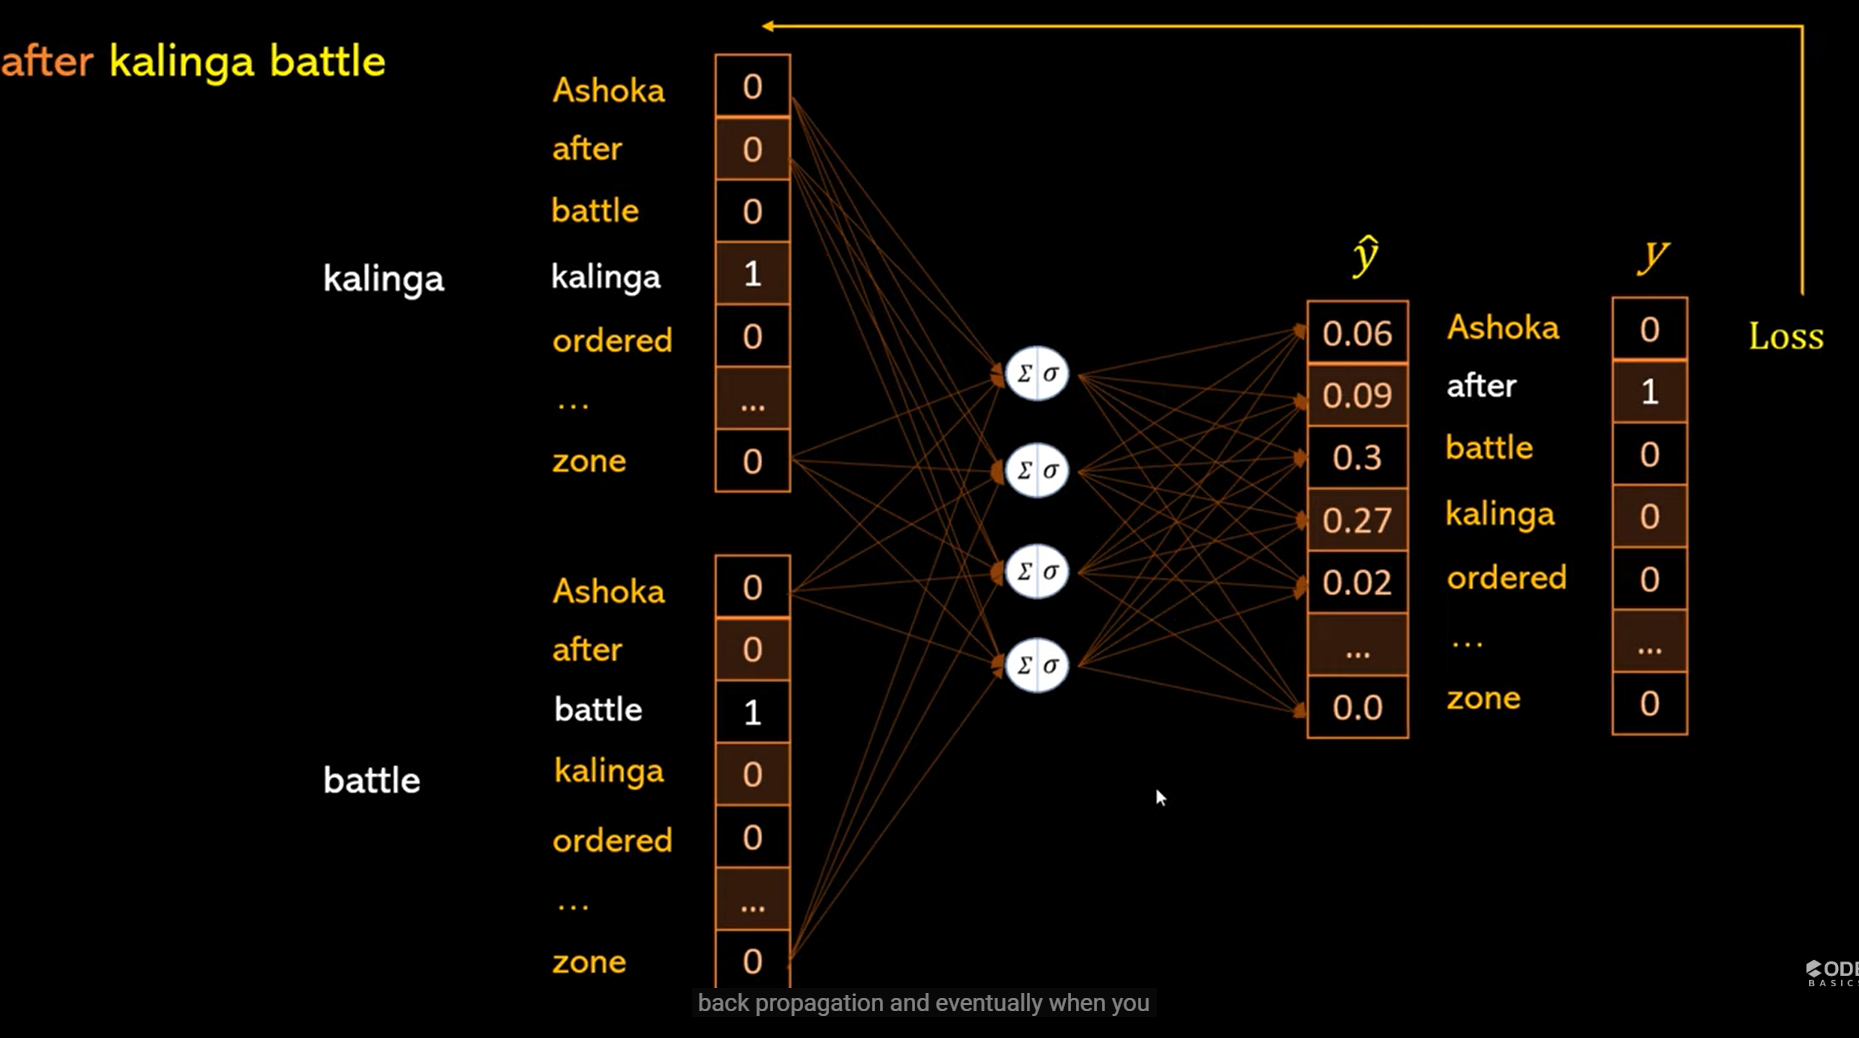 after kalinga battle
Ashoka 0
after 0
battle 0
kalinga kalinga 1
ordered 0
... ...
zone 0
Ashoka 0
after 0
battle 1
battle kalinga 0
ordered 0
... ...
zone 0
Σ σ
Σ σ
Σ σ
Σ σ
ŷ y
0.06 Ashoka 0
0.09 after 1
0.3 battle 0
0.27 kalinga 0
0.02 ordered 0
... ... ...
0.0 zone 0
Loss
CODE
BASICS
back propagation and eventually when you